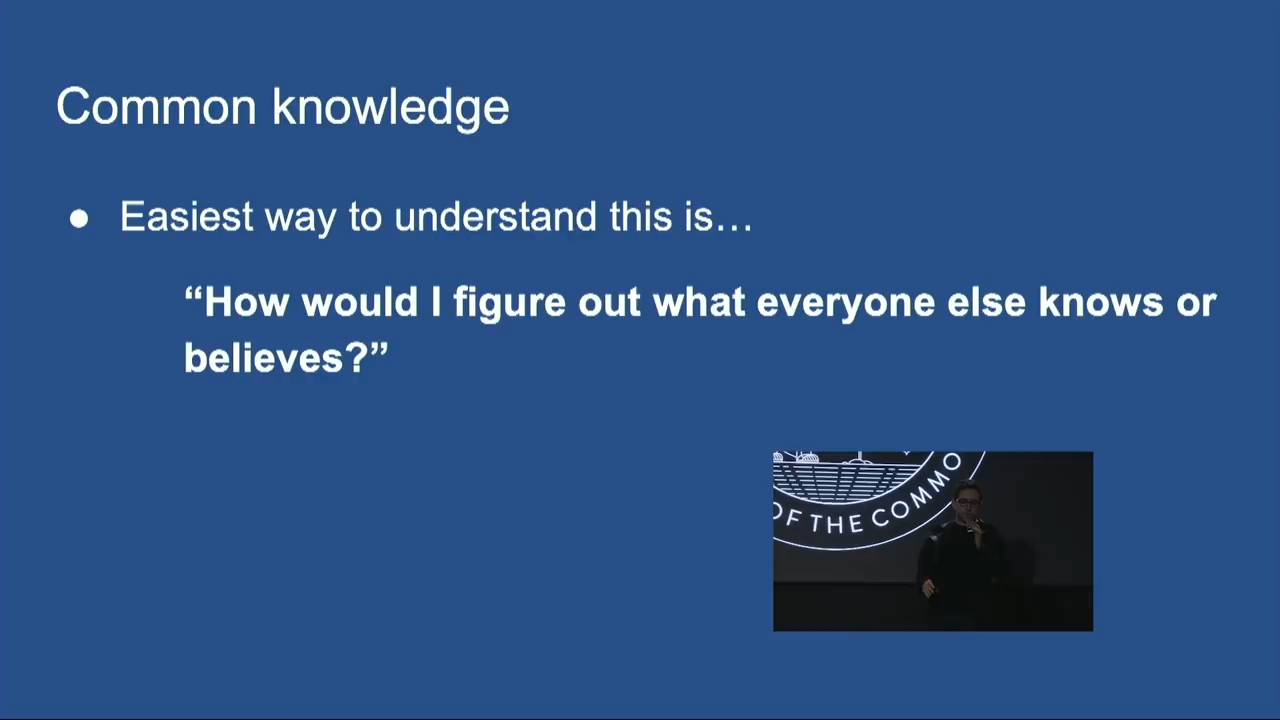 Common knowledge
● Easiest way to understand this is…
“How would I figure out what everyone else knows or
believes?”
OF THE COMMO